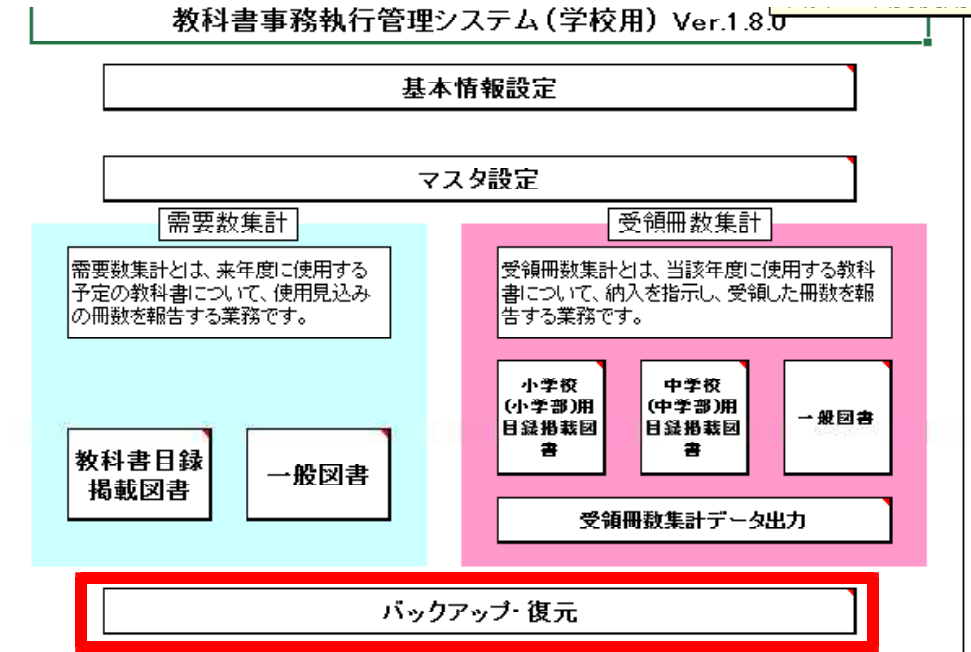 教科書事務執行管理システム(学校用) Ver.1.8.0
基本情報設定
マスタ設定
需要数集計
需要数集計とは、来年度に使用する
予定の教科書について、使用見込み
の冊数を報告する業務です。
教科書目録
掲載図書
一般図書
受領冊数集計
受領冊数集計とは、当該年度に使用する教科
書について、納入を指示し、受領した冊数を報
告する業務です。
小学校
(小学部)用
目録掲載図
書
中学校
(中学部)用
目録掲載図
書
一般図書
受領冊数集計データ出力
バックアップ・復元